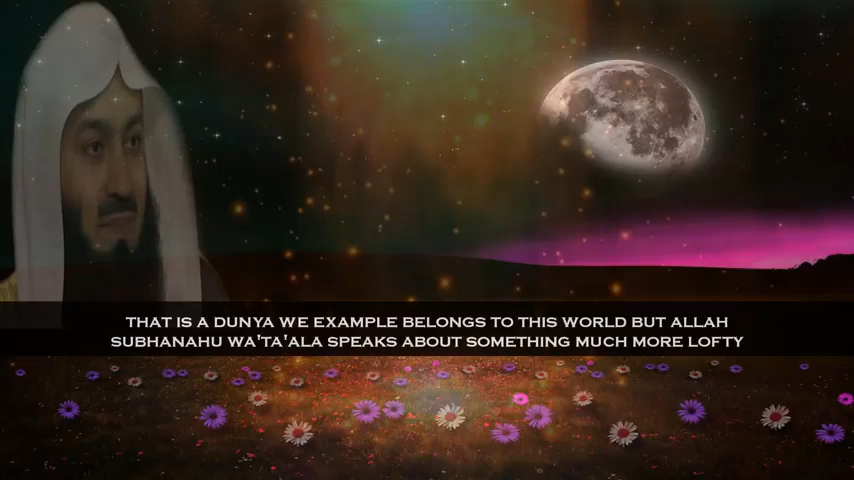 THAT IS A DUNYA WE EXAMPLE BELONGS TO THIS WORLD BUT ALLAH
SUBHANAHU WA'TA'ALA SPEAKS ABOUT SOMETHING MUCH MORE LOFTY